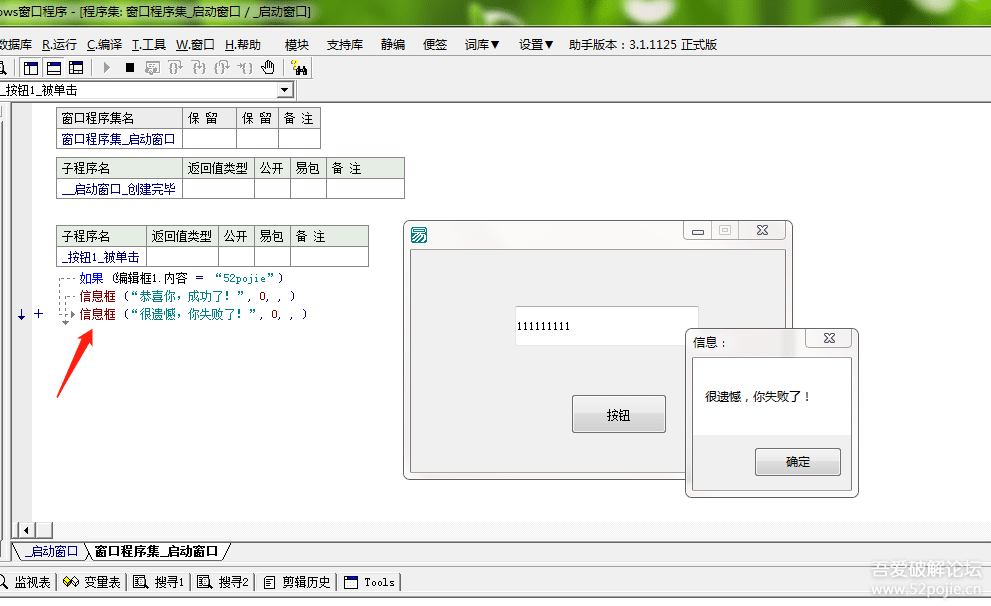 ows窗口程序 - [程序集: 窗口程序集_启动窗口 / _启动窗口]
数据库 R.运行 C.编译 T.工具 W.窗口 H.帮助 模块 支持库 静编 便签 词库▼ 设置▼ 助手版本：3.1.1125 正式版
_按钮1_被单击
窗口程序集名 保 留 保 留 备 注
窗口程序集_启动窗口
子程序名 返回值类型 公开 易包 备 注
__启动窗口_创建完毕
子程序名 返回值类型 公开 易包 备 注
_按钮1_被单击
如果 (编辑框1.内容 = “52pojie”)
信息框 (“恭喜你，成功了！”, 0, , )
信息框 (“很遗憾，你失败了！”, 0, , )
111111111
按钮
信息：
很遗憾，你失败了！
确定
_启动窗口 窗口程序集_启动窗口
监视表 变量表 搜寻1 搜寻2 剪辑历史 Tools
吾爱破解论坛
www.52pojie.cn